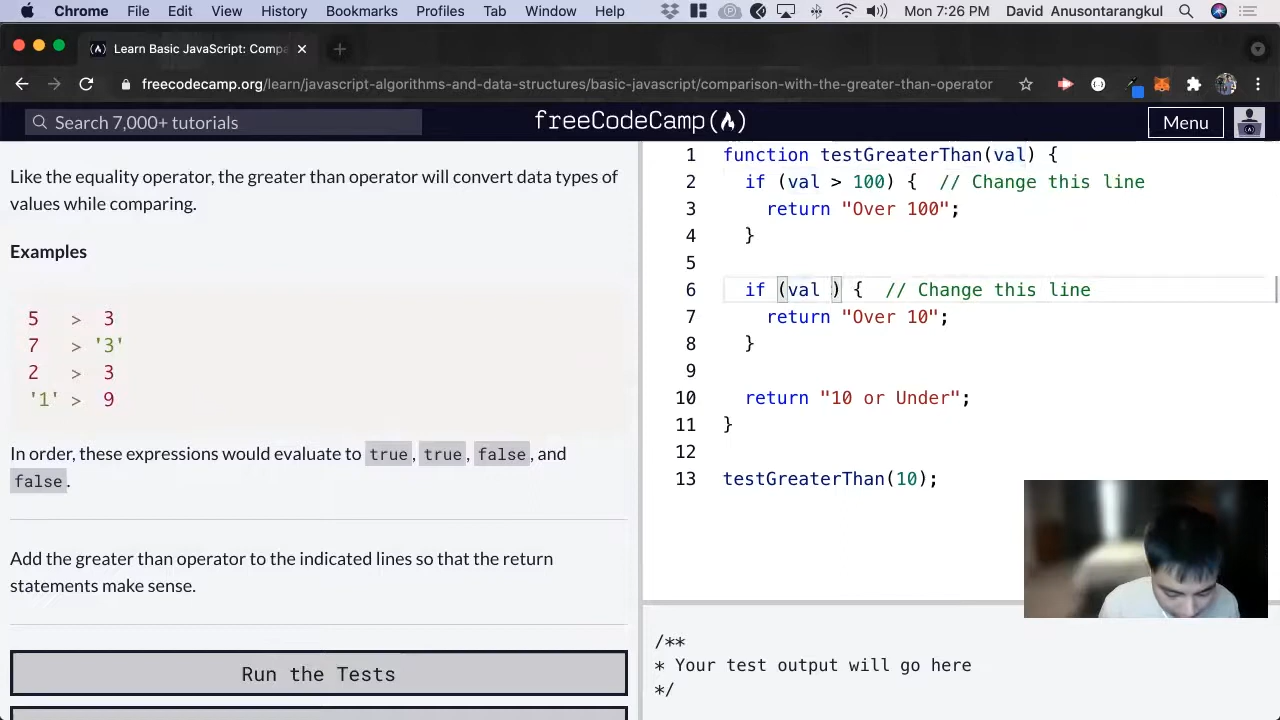 Chrome File Edit View History Bookmarks Profiles Tab Window Help Mon 7:26 PM David Anusontarangkul
Learn Basic JavaScript: Compa
freecodecamp.org/learn/javascript-algorithms-and-data-structures/basic-javascript/comparison-with-the-greater-than-operator
Search 7,000+ tutorials
freeCodeCamp(🔥)
Menu
Like the equality operator, the greater than operator will convert data types of
values while comparing.
Examples
5 > 3
7 > '3'
2 > 3
'1' > 9
In order, these expressions would evaluate to true, true, false, and
false.
Add the greater than operator to the indicated lines so that the return
statements make sense.
Run the Tests
1 function testGreaterThan(val) {
2 if (val > 100) { // Change this line
3 return "Over 100";
4 }
5
6 if (val ) { // Change this line
7 return "Over 10";
8 }
9
10 return "10 or Under";
11 }
12
13 testGreaterThan(10);
/**
* Your test output will go here
*/